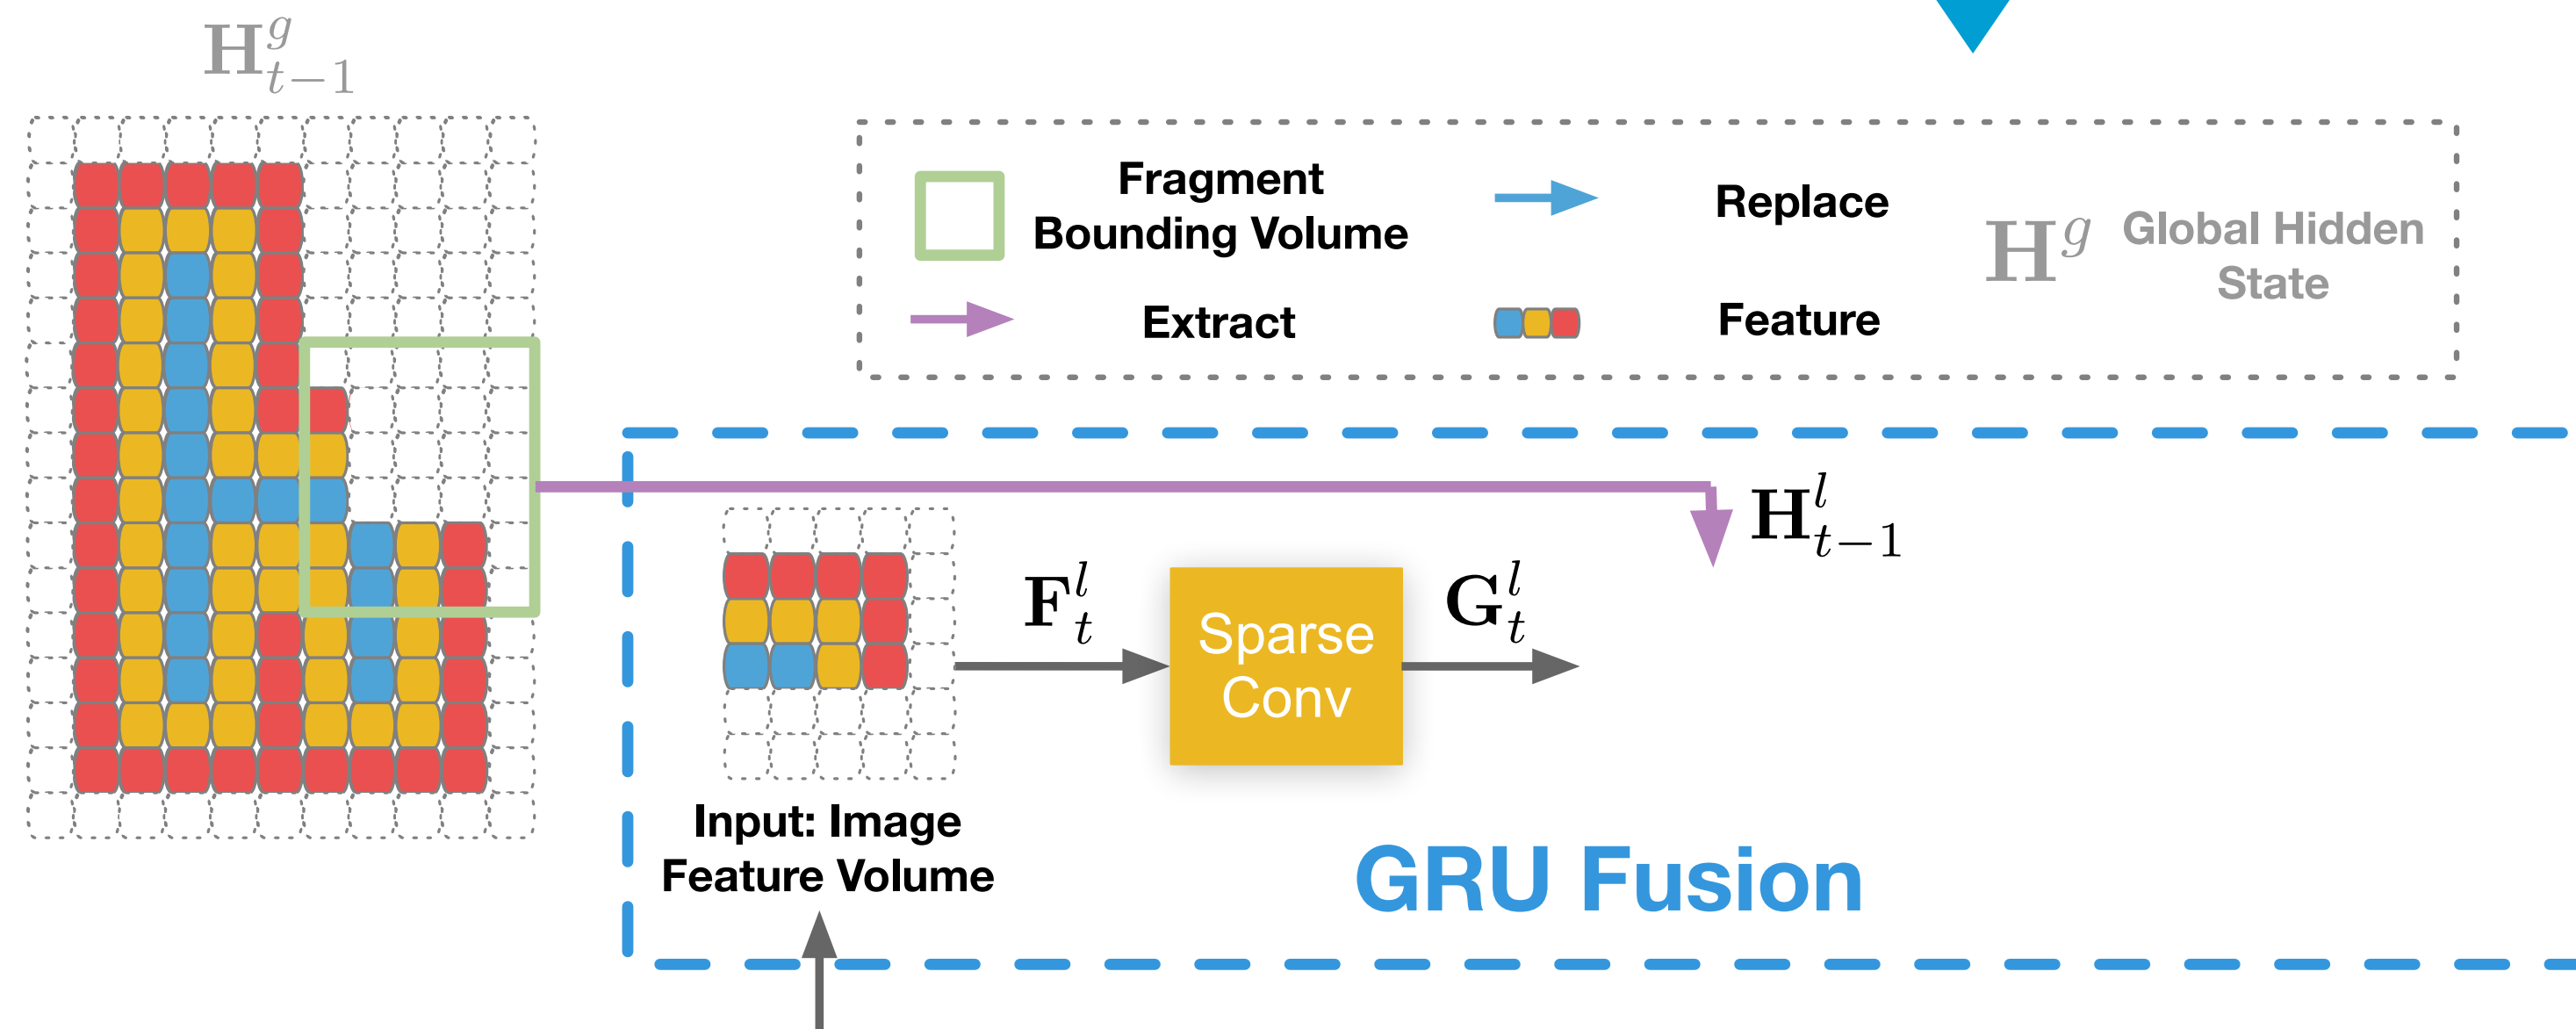 H^g_{t−1}
Fragment
Bounding Volume
Replace
Extract
Feature
H^g Global Hidden
State
H^l_{t−1}
F^l_t
Sparse
Conv
G^l_t
Input: Image
Feature Volume
GRU Fusion